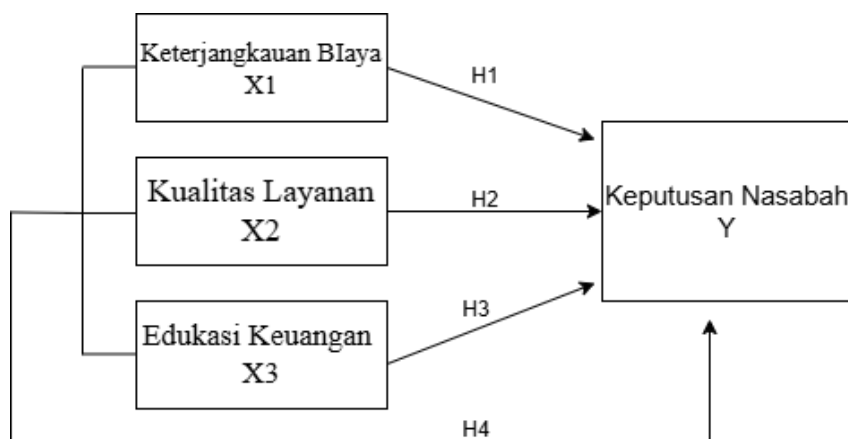 Keterjangkauan BIaya
X1
H1
Kualitas Layanan
X2
H2
Keputusan Nasabah
Y
Edukasi Keuangan
X3
H3
H4